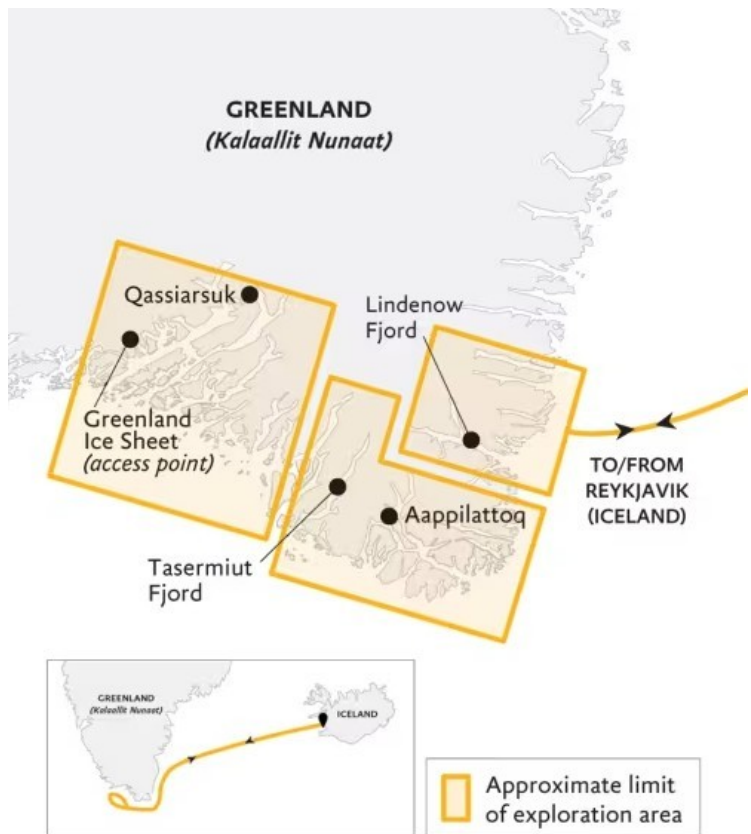 GREENLAND
(Kalaallit Nunaat)
Qassiarsuk
Lindenow
Fjord
Greenland
Ice Sheet
(access point)
TO/FROM
REYKJAVIK
(ICELAND)
Aappilattoq
Tasermiut
Fjord
GREENLAND
(Kalaallit Nunaat)
ICELAND
Approximate limit
of exploration area